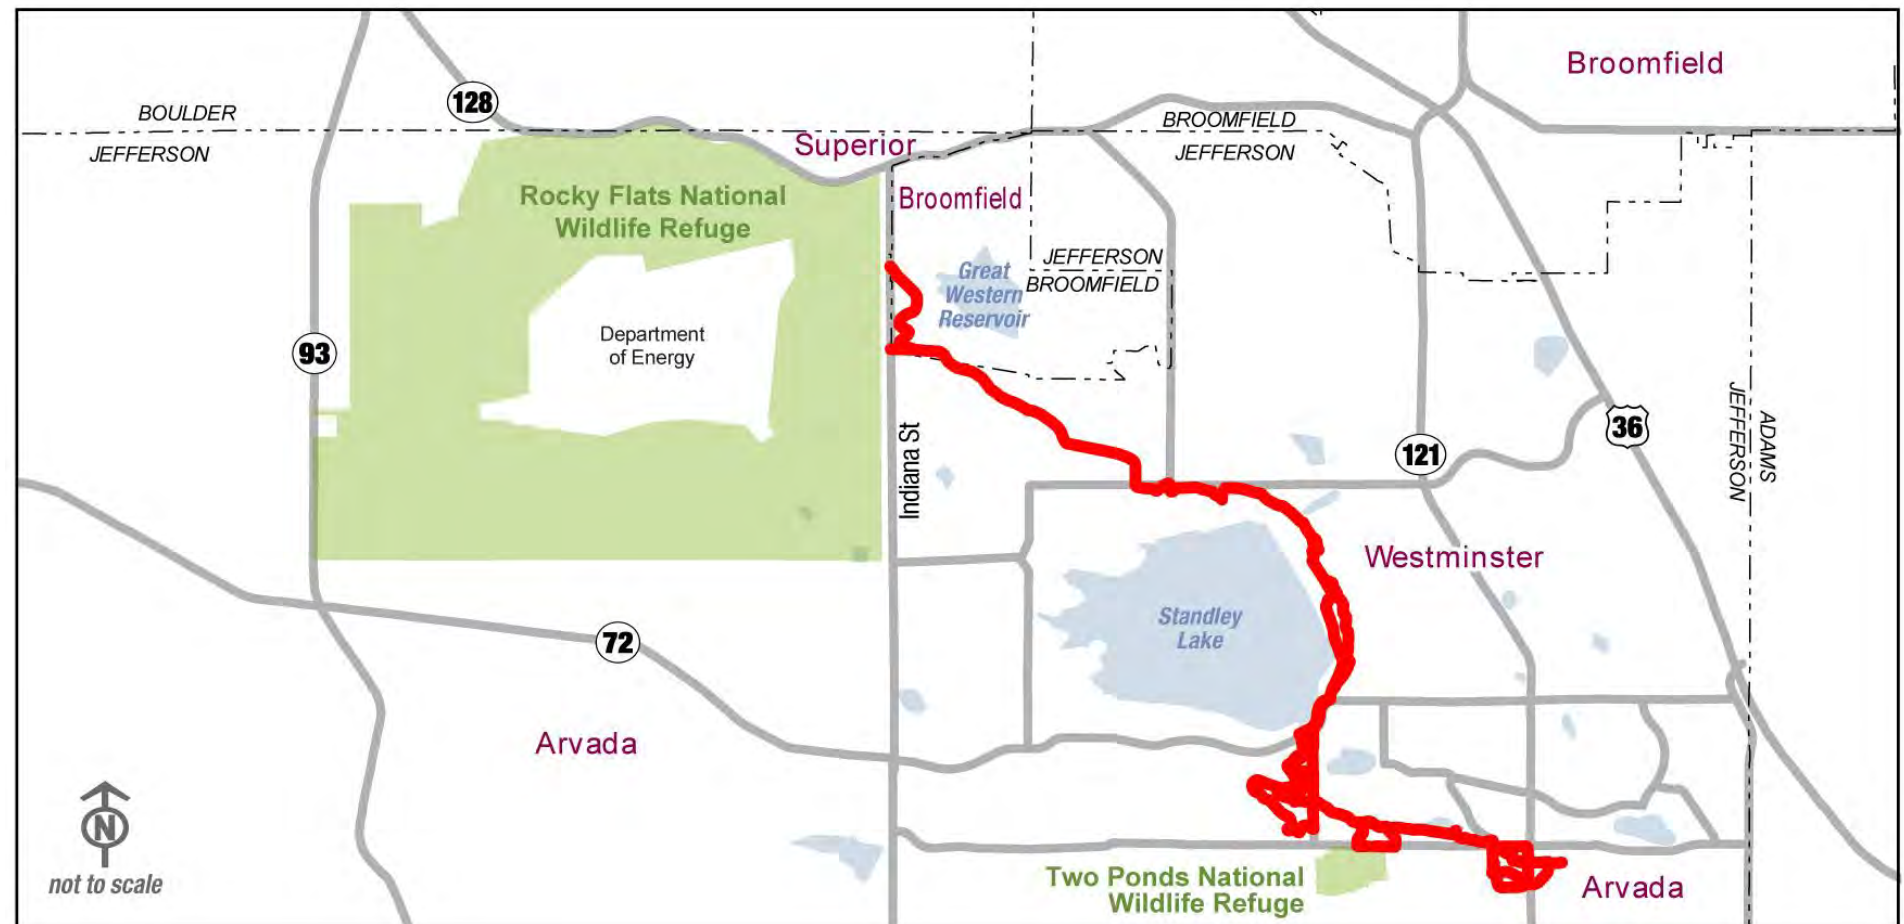 Broomfield
128
BOULDER
BROOMFIELD
JEFFERSON
Superior
JEFFERSON
Rocky Flats National
Wildlife Refuge
Broomfield
JEFFERSON
BROOMFIELD
Great
Western
Reservoir
Department
of Energy
93
Indiana St
121
36
ADAMS
JEFFERSON
Westminster
Standley
Lake
72
Arvada
N
not to scale
Two Ponds National
Wildlife Refuge
Arvada